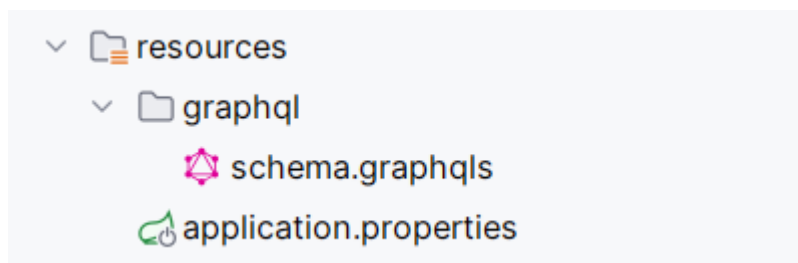 resources
graphql
schema.graphqls
application.properties